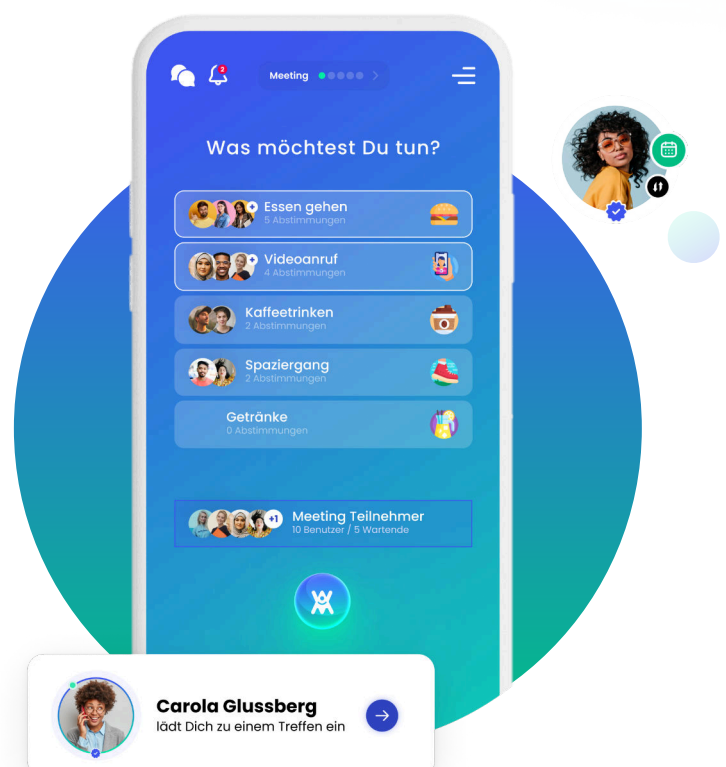 2
Meeting
Was möchtest Du tun?
Essen gehen
5 Abstimmungen
Videoanruf
4 Abstimmungen
Kaffeetrinken
2 Abstimmungen
Spaziergang
2 Abstimmungen
Getränke
0 Abstimmungen
+1
Meeting Teilnehmer
10 Benutzer / 5 Wartende
Carola Glussberg
lädt Dich zu einem Treffen ein